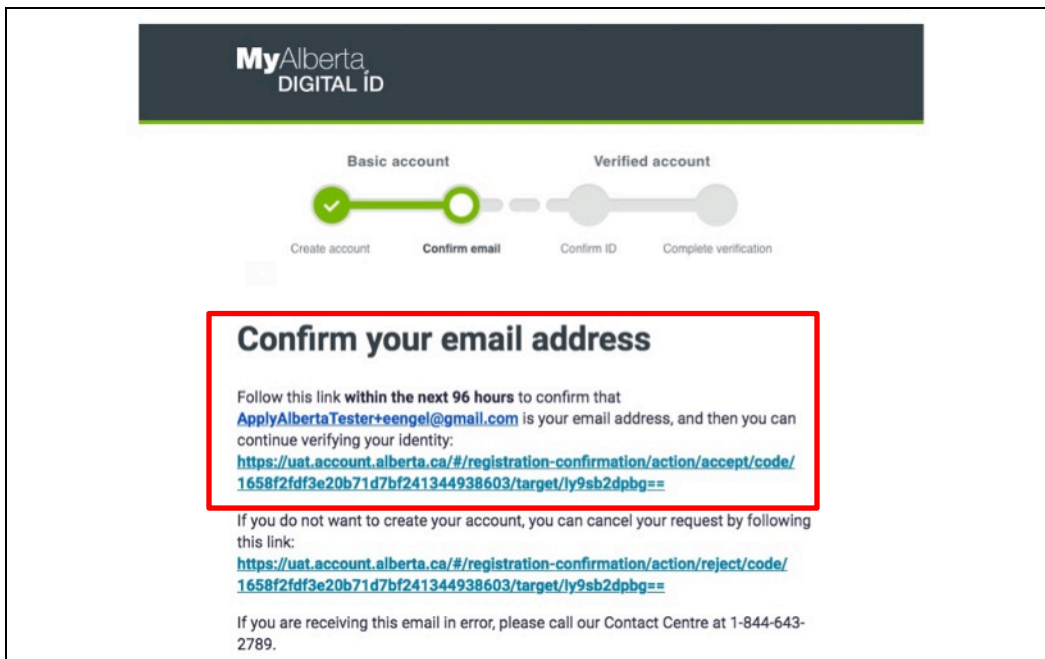 MyAlberta
DIGITAL ID
Basic account Verified account
Create account Confirm email Confirm ID Complete verification
Confirm your email address
Follow this link within the next 96 hours to confirm that
ApplyAlbertaTester+eengel@gmail.com is your email address, and then you can
continue verifying your identity:
https://uat.account.alberta.ca/#/registration-confirmation/action/accept/code/
1658f2fdf3e20b71d7bf241344938603/target/ly9sb2dpbg==
If you do not want to create your account, you can cancel your request by following
this link:
https://uat.account.alberta.ca/#/registration-confirmation/action/reject/code/
1658f2fdf3e20b71d7bf241344938603/target/ly9sb2dpbg==
If you are receiving this email in error, please call our Contact Centre at 1-844-643-
2789.